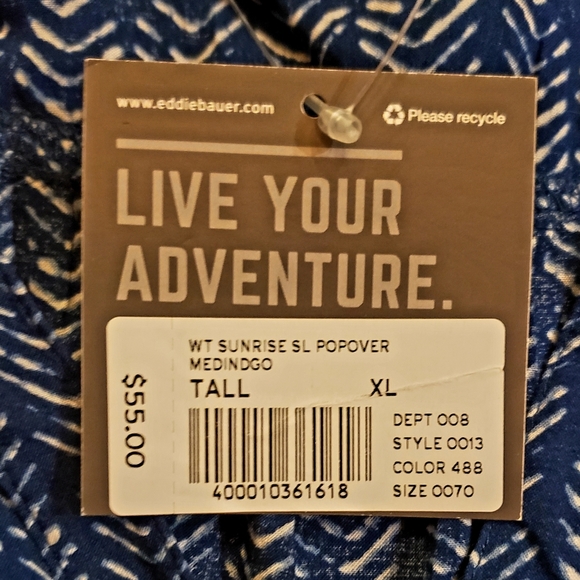 www.eddiebauer.com
Please recycle
LIVE YOUR
ADVENTURE.
WT SUNRISE SL POPOVER
MEDINDGO
TALL XL
$55.00
DEPT 008
STYLE 0013
COLOR 488
SIZE 0070
400010361618